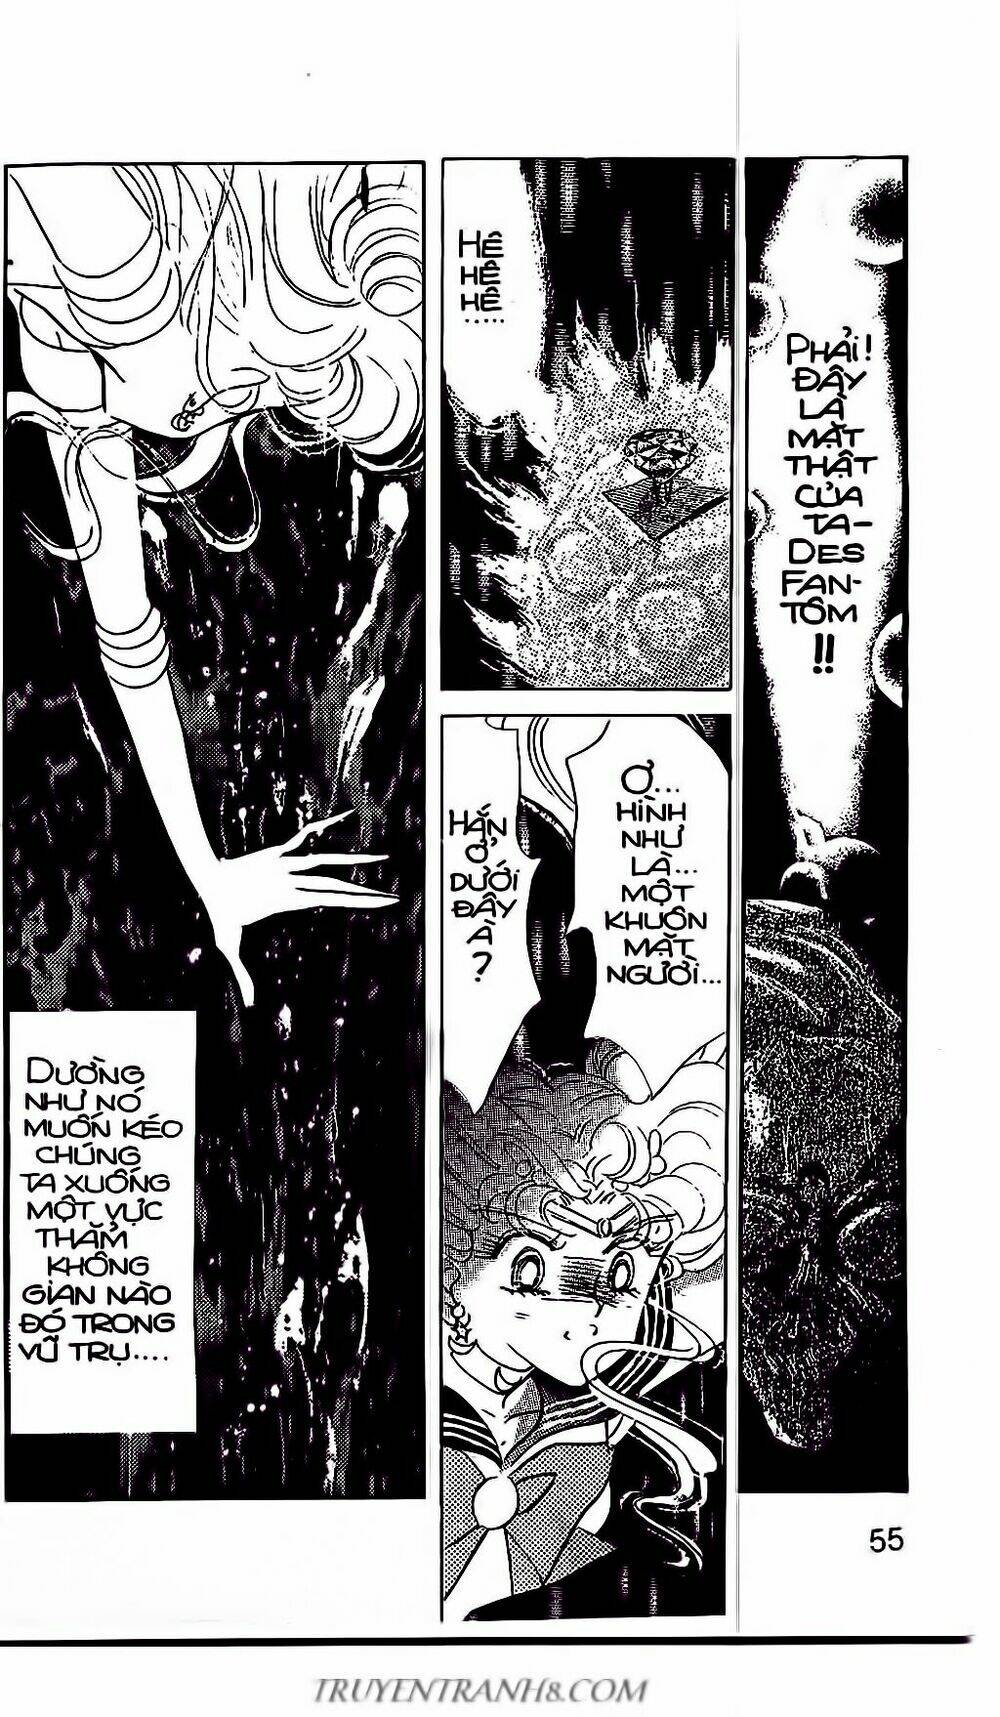 PHẢI!
ĐÂY
LÀ
MẶT
THẬT
CỦA
TA-
DES
FAN-
TÔM
!!
HÊ
HÊ
HÊ
.....
Ơ...
HÌNH
NHƯ
LÀ...
MỘT
KHUÔN
MẶT
NGƯỜI...
HẮN
Ở
DƯỚI
ĐÂY
À
?
DƯỜNG
NHƯ NÓ
MUỐN KÉO
CHÚNG
TA XUỐNG
MỘT VỰC
THẲM
KHÔNG
GIAN NÀO
ĐÓ TRONG
VŨ TRỤ....
55
TRUYENTRANH8.COM